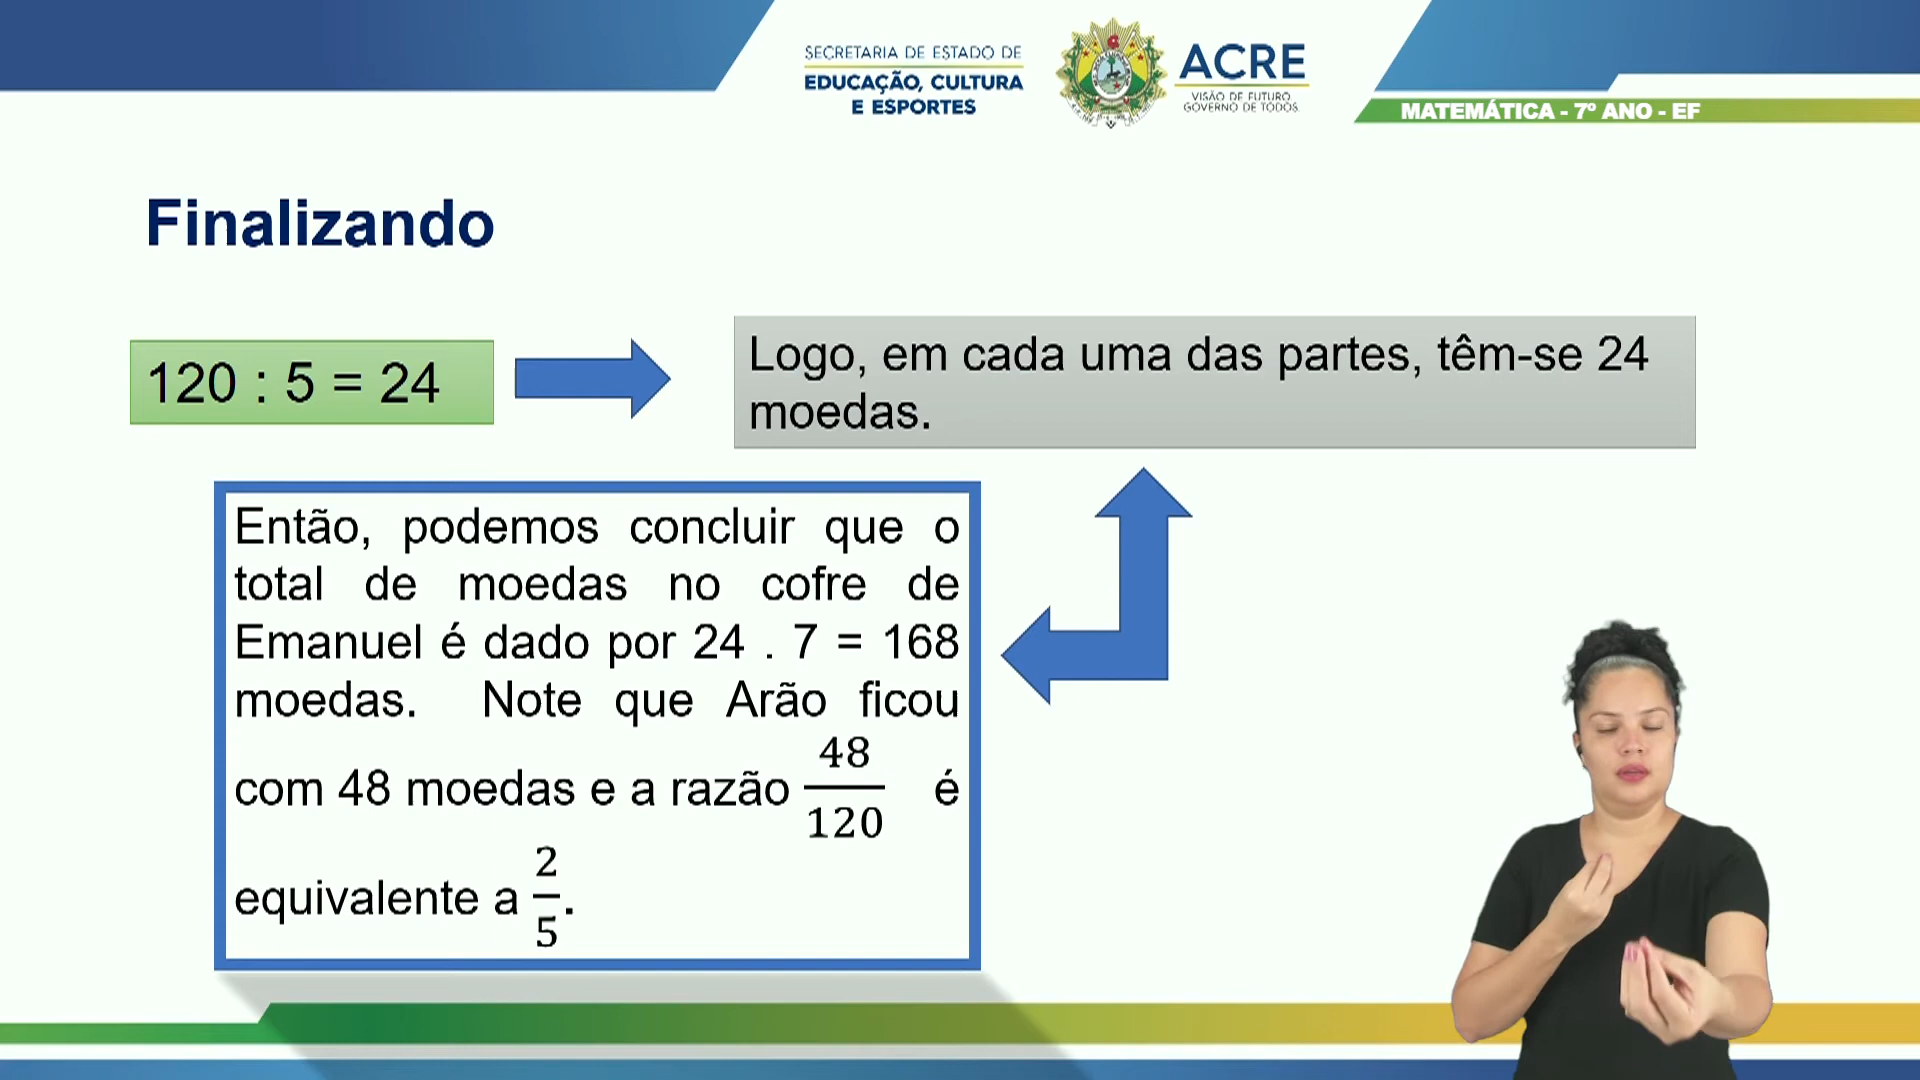 SECRETARIA DE ESTADO DE
EDUCAÇÃO, CULTURA
E ESPORTES
ACRE
VISÃO DE FUTURO
GOVERNO DE TODOS
MATEMÁTICA - 7º ANO - EF
Finalizando
120 : 5 = 24
Logo, em cada uma das partes, têm-se 24
moedas.
Então, podemos concluir que o
total de moedas no cofre de
Emanuel é dado por 24 . 7 = 168
moedas. Note que Arão ficou
com 48 moedas e a razão 48/120 é
equivalente a 2/5.